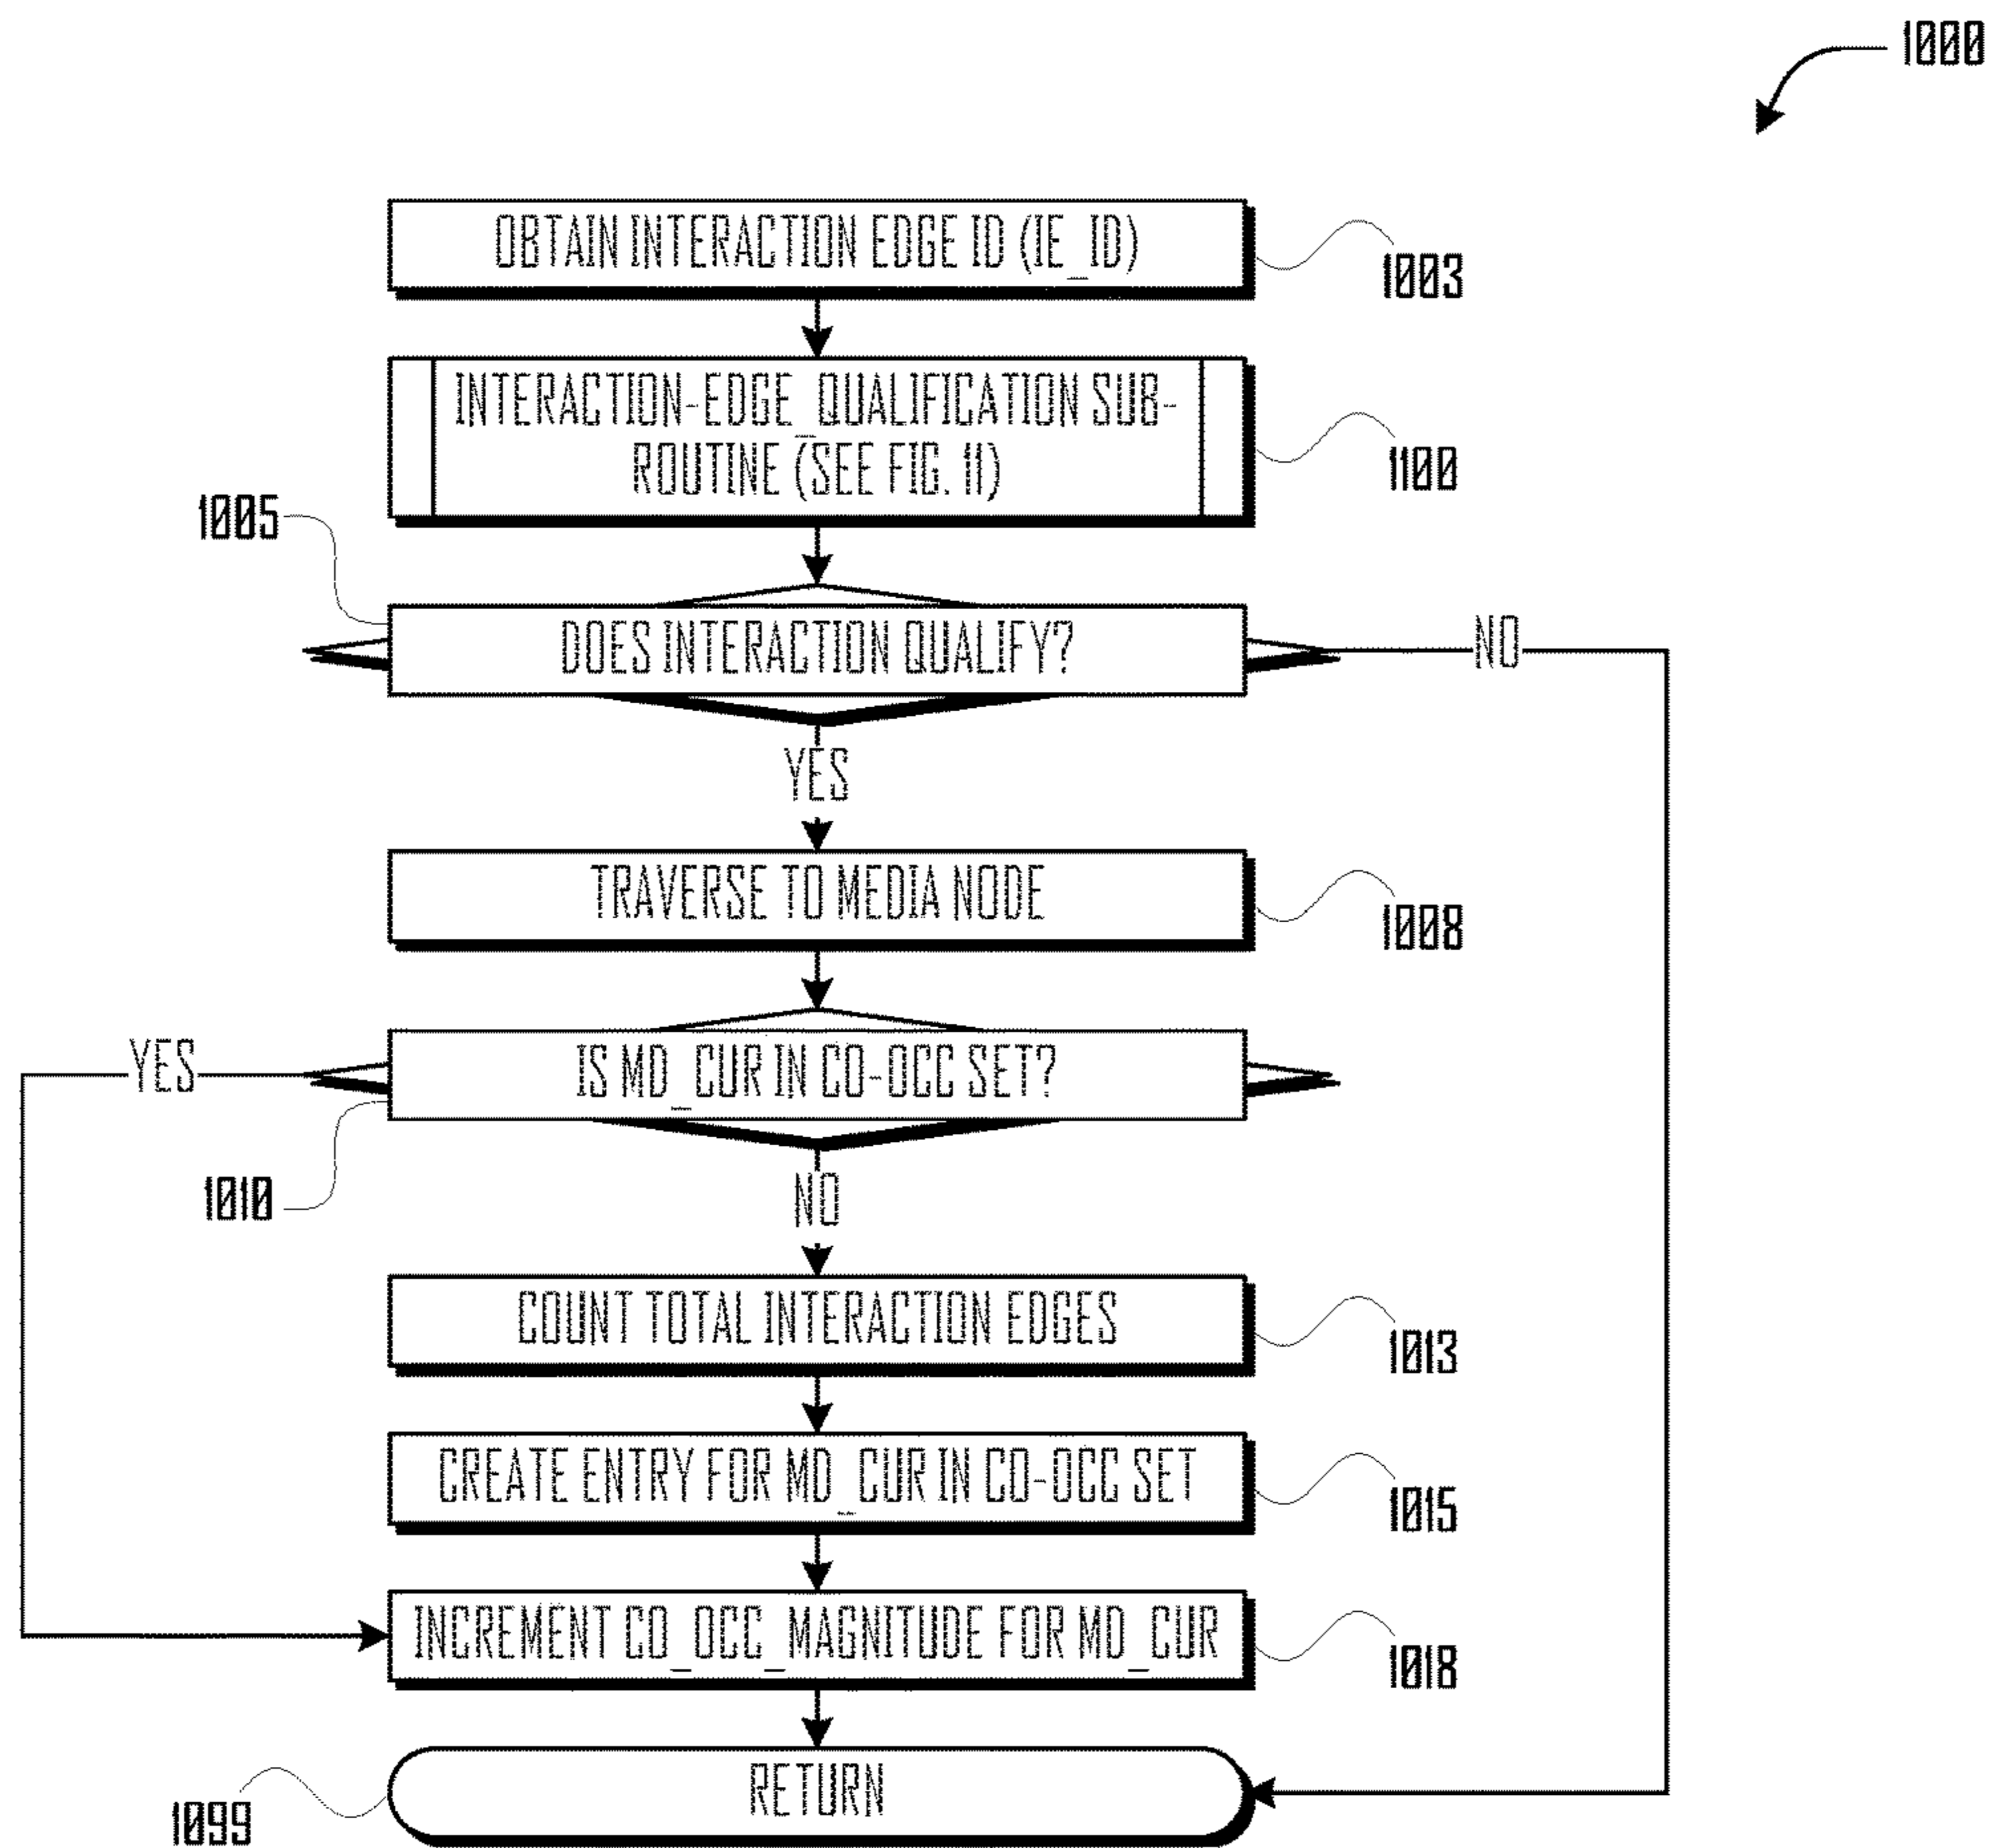 1000
OBTAIN INTERACTION EDGE ID (IE_ID)
1003
INTERACTION-EDGE_QUALIFICATION SUB-
ROUTINE (SEE FIG. 11)
1100
1005
DOES INTERACTION QUALIFY?
NO
YES
TRAVERSE TO MEDIA NODE
1008
YES
IS MD_CUR IN CO-OCC SET?
1010
NO
COUNT TOTAL INTERACTION EDGES
1013
CREATE ENTRY FOR MD_CUR IN CO-OCC SET
1015
INCREMENT CO_OCC_MAGNITUDE FOR MD_CUR
1018
RETURN
1099